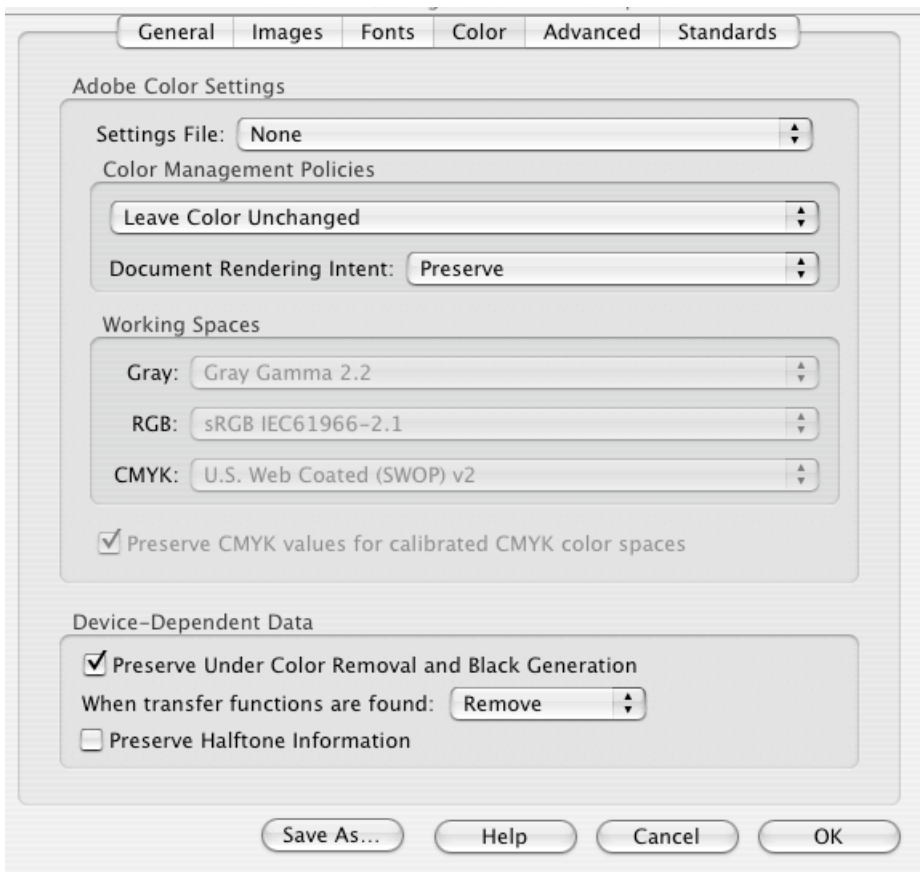 General Images Fonts Color Advanced Standards
Adobe Color Settings
Settings File: None
Color Management Policies
Leave Color Unchanged
Document Rendering Intent: Preserve
Working Spaces
Gray: Gray Gamma 2.2
RGB: sRGB IEC61966-2.1
CMYK: U.S. Web Coated (SWOP) v2
Preserve CMYK values for calibrated CMYK color spaces
Device-Dependent Data
Preserve Under Color Removal and Black Generation
When transfer functions are found: Remove
Preserve Halftone Information
Save As... Help Cancel OK